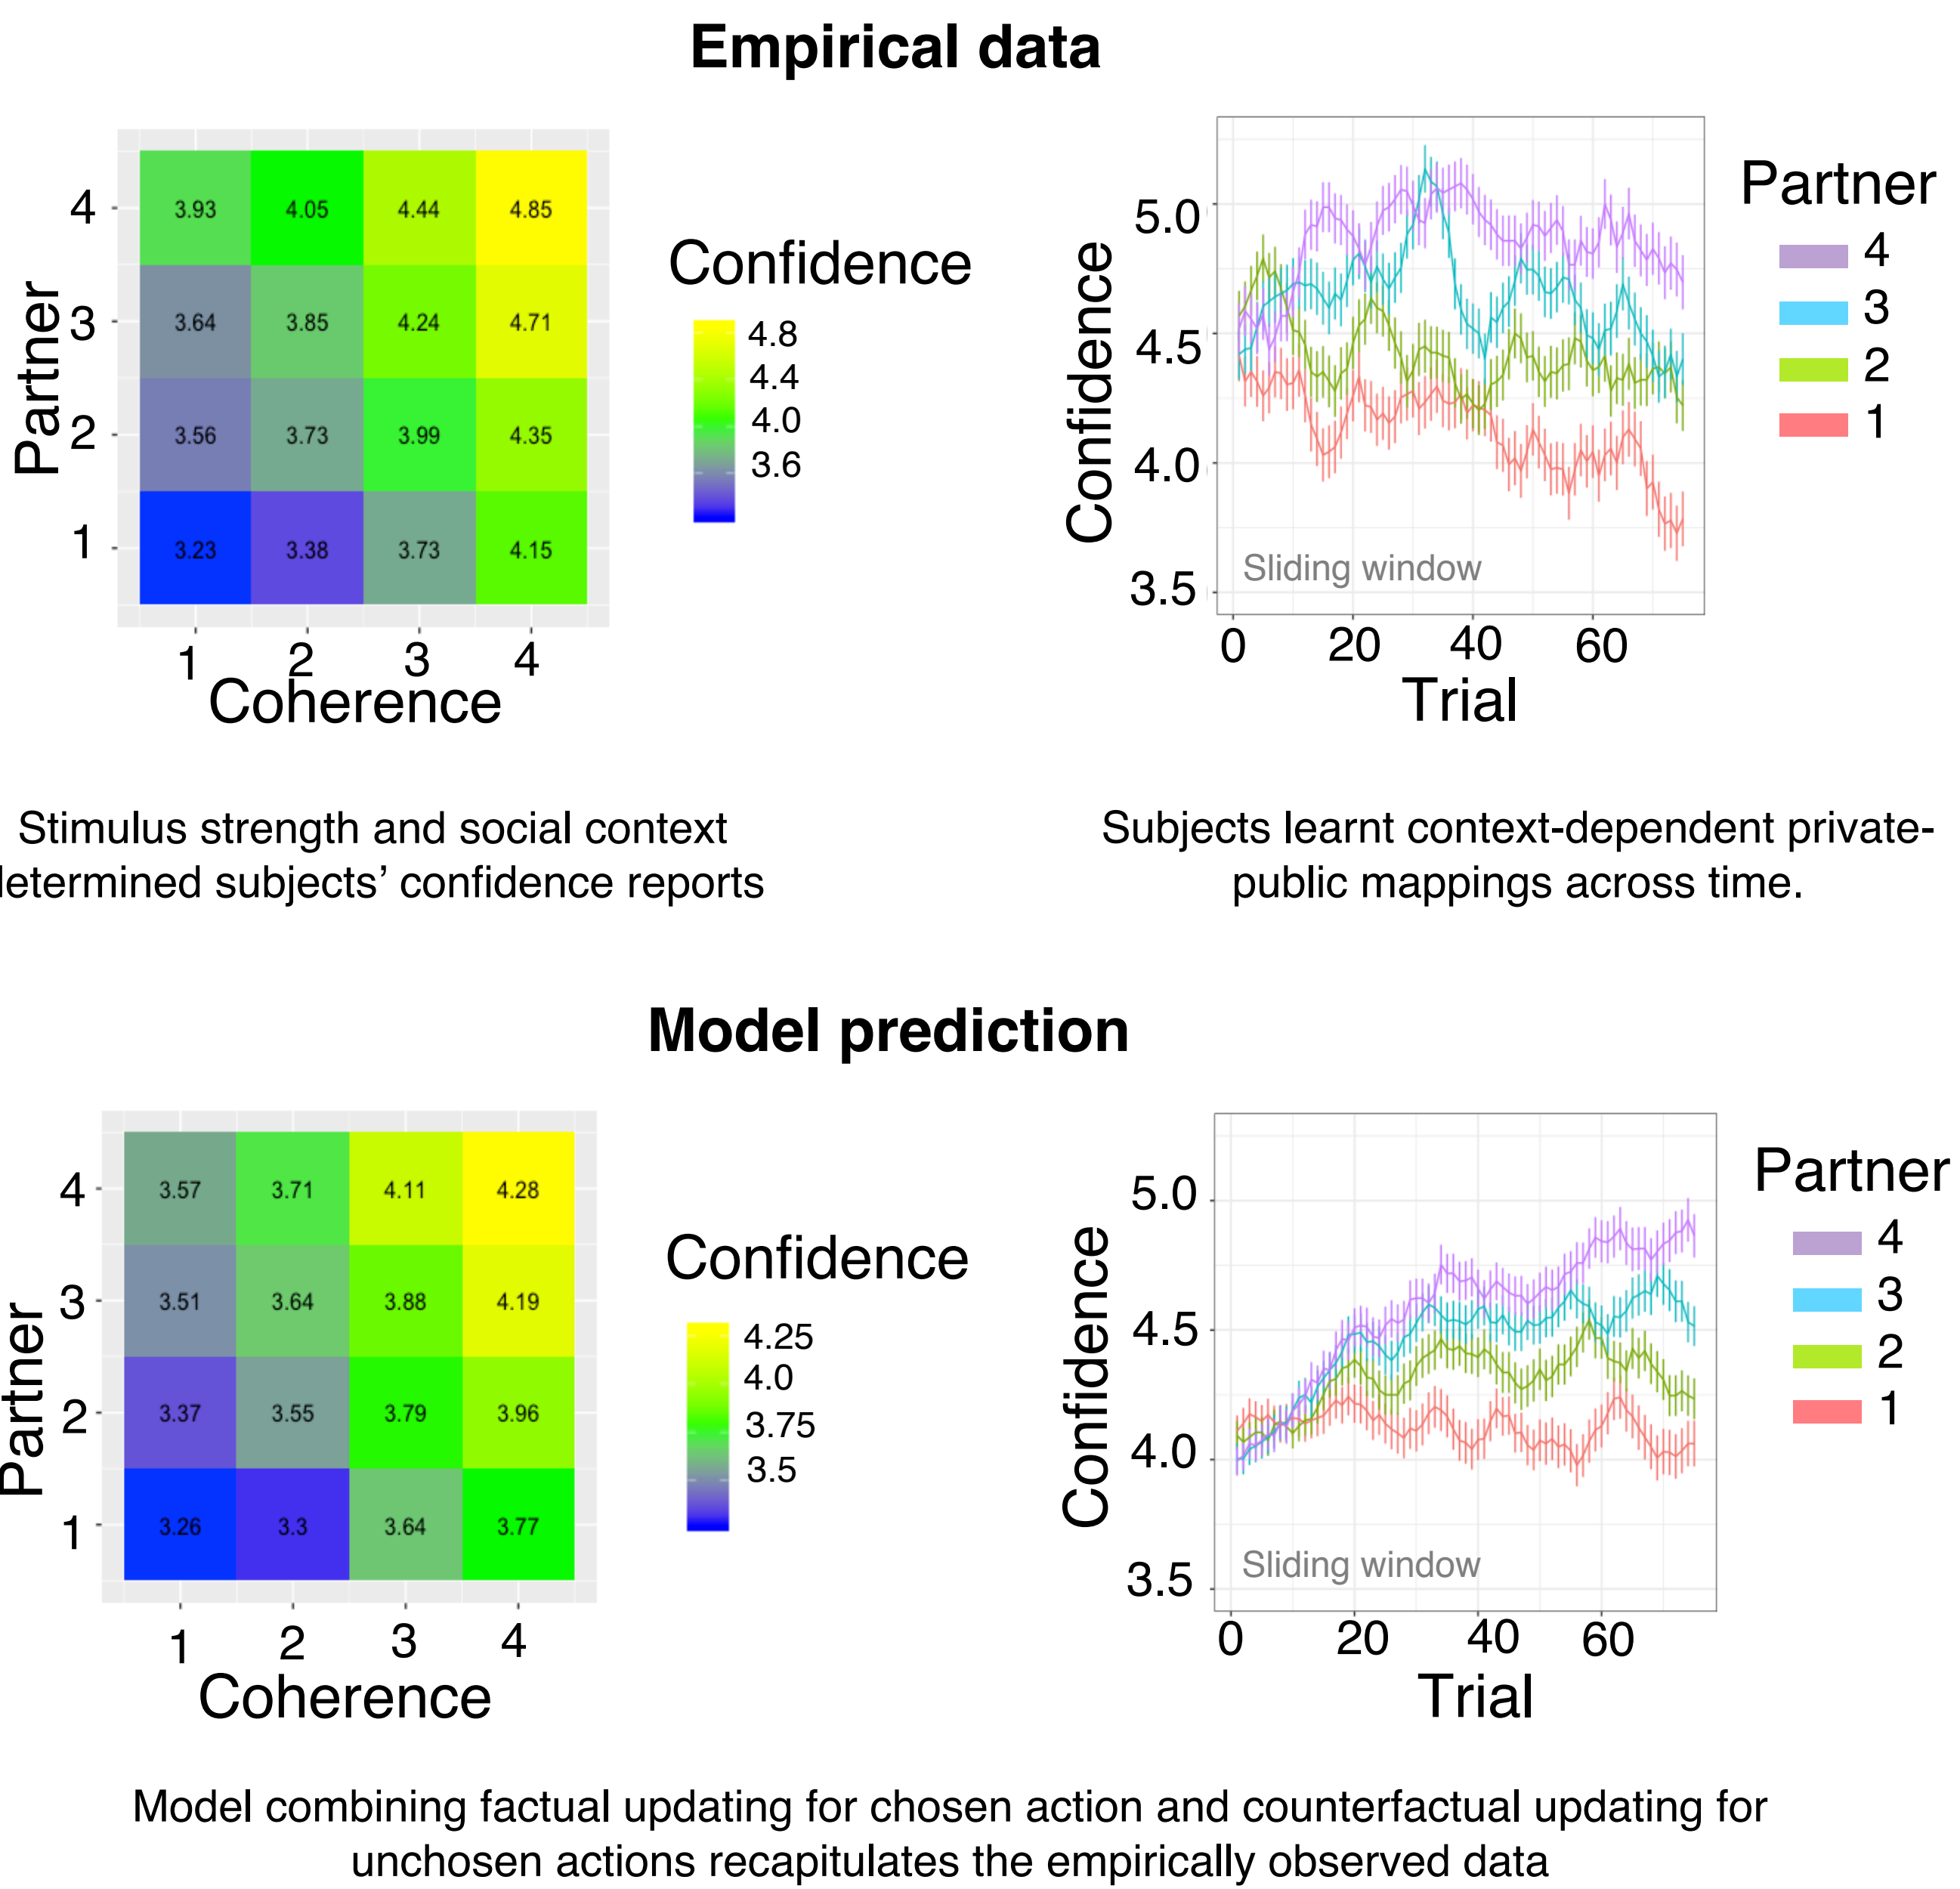 Empirical data
4 3.93 4.05 4.44 4.85
3 3.64 3.85 4.24 4.71
2 3.56 3.73 3.99 4.35
1 3.23 3.38 3.73 4.15
Partner
1 2 3 4
Coherence
Confidence
4.8
4.4
4.0
3.6
5.0
4.5
4.0
3.5
Confidence
Sliding window
0 20 40 60
Trial
Partner
4
3
2
1
Stimulus strength and social context
letermined subjects’ confidence reports
Subjects learnt context-dependent private-
public mappings across time.
Model prediction
4 3.57 3.71 4.11 4.28
3 3.51 3.64 3.88 4.19
2 3.37 3.55 3.79 3.96
1 3.26 3.3 3.64 3.77
Partner
1 2 3 4
Coherence
Confidence
4.25
4.0
3.75
3.5
5.0
4.5
4.0
3.5
Confidence
Sliding window
0 20 40 60
Trial
Partner
4
3
2
1
Model combining factual updating for chosen action and counterfactual updating for
unchosen actions recapitulates the empirically observed data